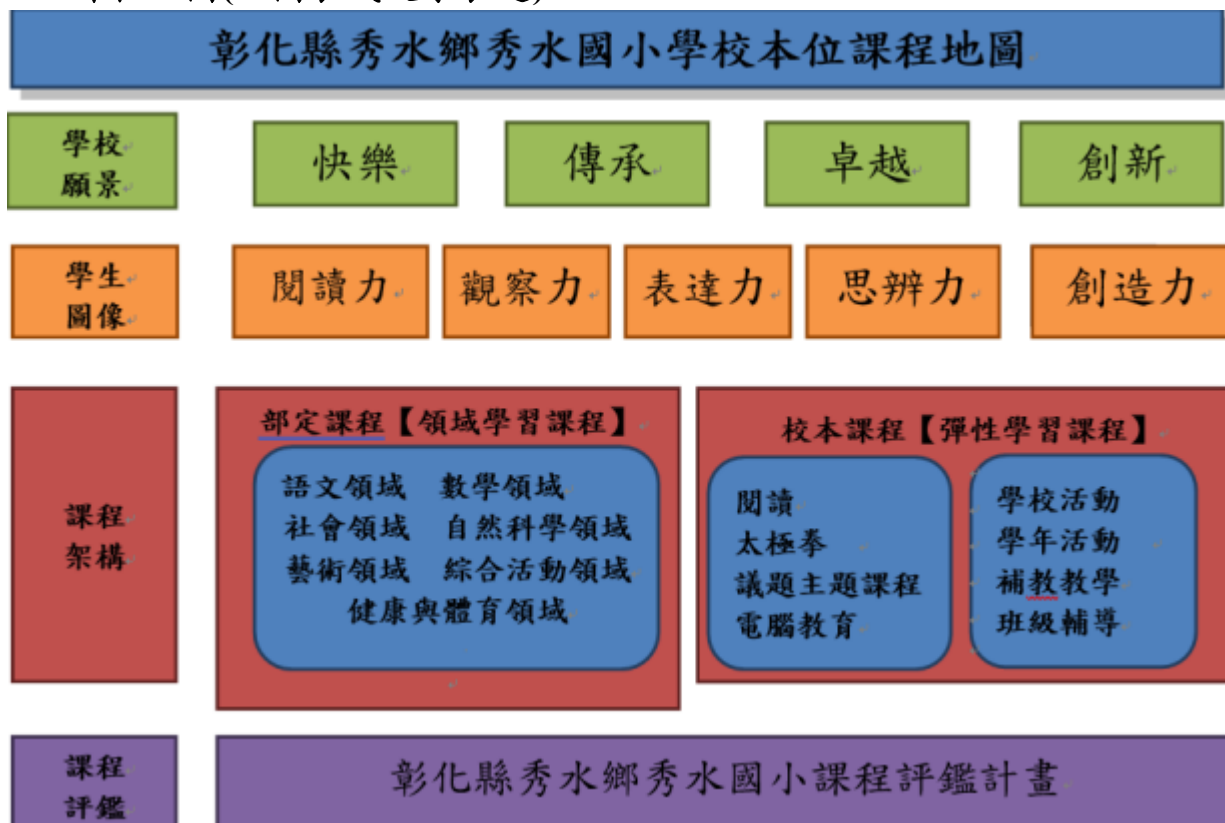 彰化縣秀水鄉秀水國小學校本位課程地圖
學校
願景
快樂
傳承
卓越
創新
學生
圖像
閱讀力
觀察力
表達力
思辨力
創造力
課程
架構
部定課程【領域學習課程】
語文領域 數學領域
社會領域 自然科學領域
藝術領域 綜合活動領域
健康與體育領域
校本課程【彈性學習課程】
閱讀
太極拳
議題主題課程
電腦教育
學校活動
學年活動
補教教學
班級輔導
課程
評鑑
彰化縣秀水鄉秀水國小課程評鑑計畫